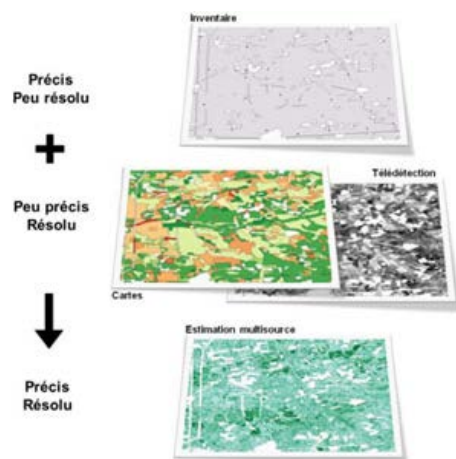 Inventaire
Précis
Peu résolu
+
Télédétection
Peu précis
Résolu
Cartes
Estimation multisource
Précis
Résolu